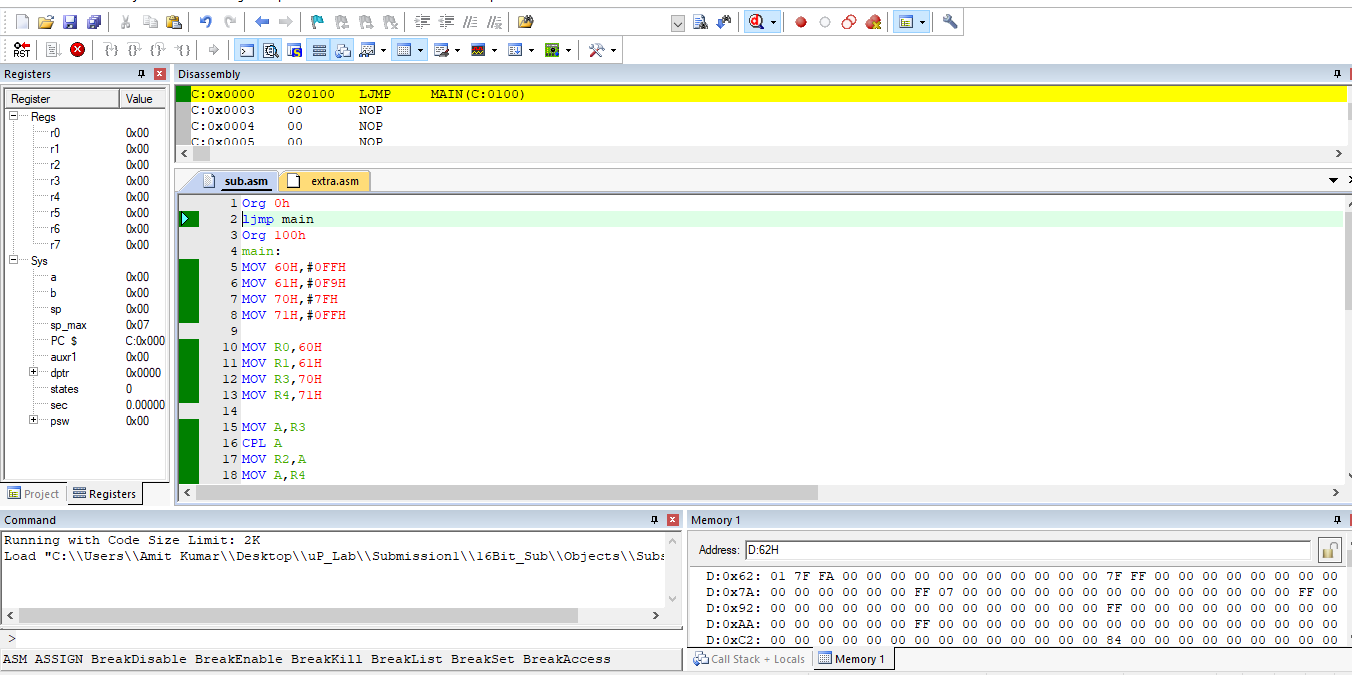 RST
Registers
Register Value
Regs
r0 0x00
r1 0x00
r2 0x00
r3 0x00
r4 0x00
r5 0x00
r6 0x00
r7 0x00
Sys
a 0x00
b 0x00
sp 0x00
sp_max 0x07
PC $ C:0x000
auxr1 0x00
dptr 0x0000
states 0
sec 0.00000
psw 0x00
Project Registers
Disassembly
C:0x0000 020100 LJMP MAIN(C:0100)
C:0x0003 00 NOP
C:0x0004 00 NOP
C:0x0005 00 NOP
sub.asm extra.asm
1 Org 0h
2 ljmp main
3 Org 100h
4 main:
5 MOV 60H,#0FFH
6 MOV 61H,#0F9H
7 MOV 70H,#7FH
8 MOV 71H,#0FFH
9
10 MOV R0,60H
11 MOV R1,61H
12 MOV R3,70H
13 MOV R4,71H
14
15 MOV A,R3
16 CPL A
17 MOV R2,A
18 MOV A,R4
Command
Running with Code Size Limit: 2K
Load "C:\\Users\\Amit Kumar\\Desktop\\uP_Lab\\Submission1\\16Bit_Sub\\Objects\\Subs
>
ASM ASSIGN BreakDisable BreakEnable BreakKill BreakList BreakSet BreakAccess
Memory 1
Address: D:62H
D:0x62: 01 7F FA 00 00 00 00 00 00 00 00 00 00 00 7F FF 00 00 00 00 00 00 00 00
D:0x7A: 00 00 00 00 00 00 FF 07 00 00 00 00 00 00 00 00 00 00 00 00 00 00 FF 00
D:0x92: 00 00 00 00 00 00 00 00 00 00 00 00 00 00 FF 00 00 00 00 00 00 00 00 00
D:0xAA: 00 00 00 00 00 00 FF 00 00 00 00 00 00 00 00 00 00 00 00 00 00 00 00 00
D:0xC2: 00 00 00 00 00 00 00 00 00 00 00 00 00 00 84 00 00 00 00 00 00 00 00 00
Call Stack + Locals Memory 1